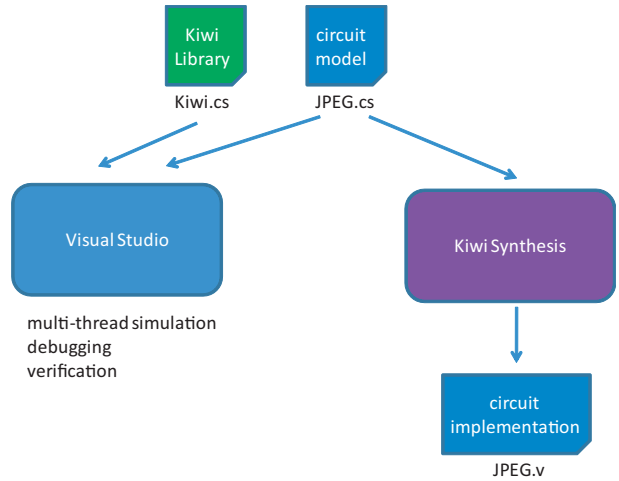 Kiwi
Library
circuit
model
Kiwi.cs
JPEG.cs
Visual Studio
Kiwi Synthesis
multi-thread simulation
debugging
verification
circuit
implementation
JPEG.v